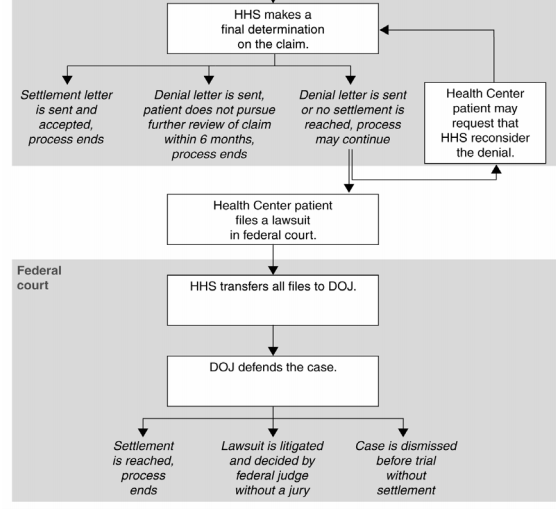 HHS makes a
final determination
on the claim.
Settlement letter
is sent and
accepted,
process ends
Denial letter is sent,
patient does not pursue
further review of claim
within 6 months,
process ends
Denial letter is sent
or no settlement is
reached, process
may continue
Health Center
patient may
request that
HHS reconsider
the denial.
Health Center patient
files a lawsuit
in federal court.
Federal
court
HHS transfers all files to DOJ.
DOJ defends the case.
Settlement
is reached,
process
ends
Lawsuit is litigated
and decided by
federal judge
without a jury
Case is dismissed
before trial
without
settlement